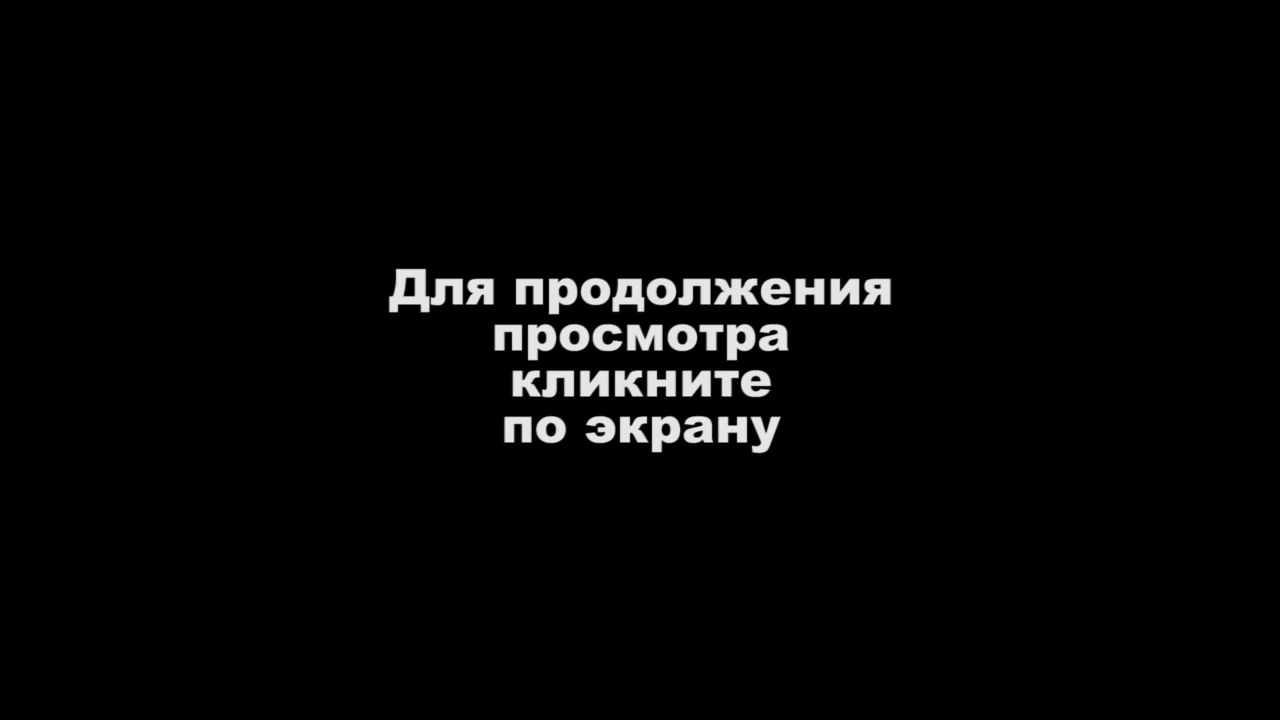 Для продолжения
просмотра
кликните
по экрану